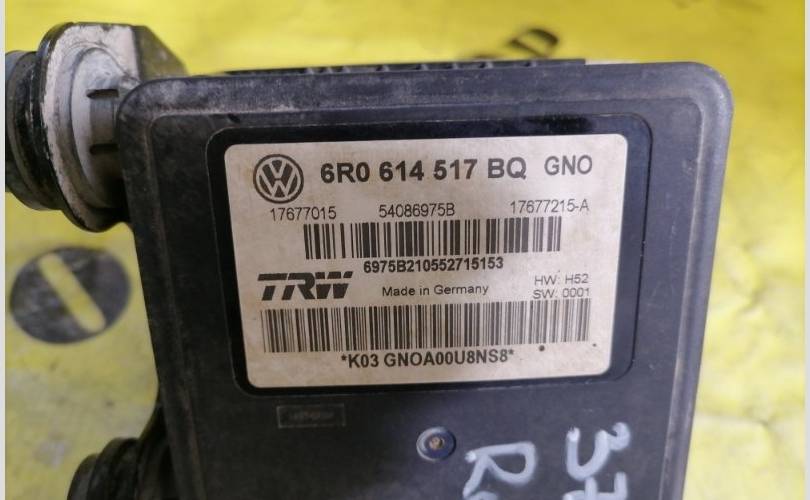 6R0 614 517 BQ GNO
17677015 54086975B 17677215-A
6975B210552715153
TRW Made in Germany HW: H52
SW: 0001
*K03 GNOA00U8NS8*
37